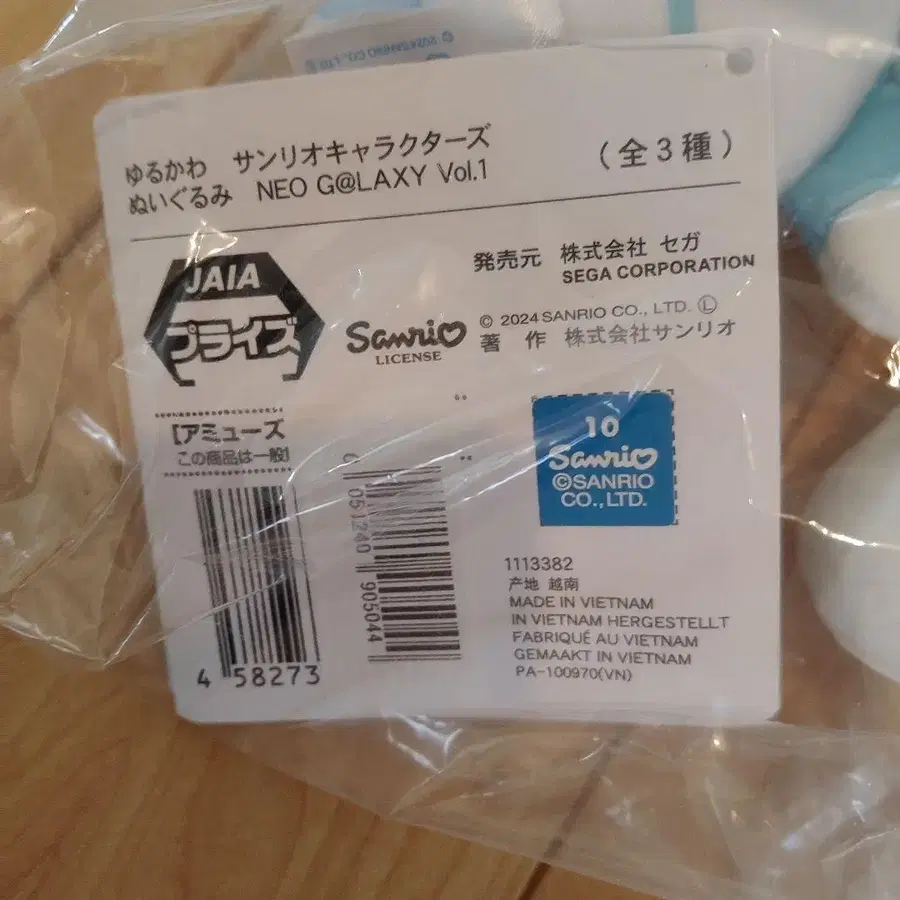 © 2024 SANRIO CO., LTD.
ゆるかわ サンリオキャラクターズ
ぬいぐるみ NEO G@LAXY Vol.1
(全3種)
発売元 株式会社 セガ
SEGA CORPORATION
JAIA
プライズ
Sanrio
LICENSE
© 2024 SANRIO CO., LTD. Ⓛ
著 作 株式会社サンリオ
【アミューズ
この商品は一般
10
Sanrio
©SANRIO
CO., LTD.
4 58273
6 051240 905044
1113382
产地 越南
MADE IN VIETNAM
IN VIETNAM HERGESTELLT
FABRIQUÉ AU VIETNAM
GEMAAKT IN VIETNAM
PA-100970(VN)